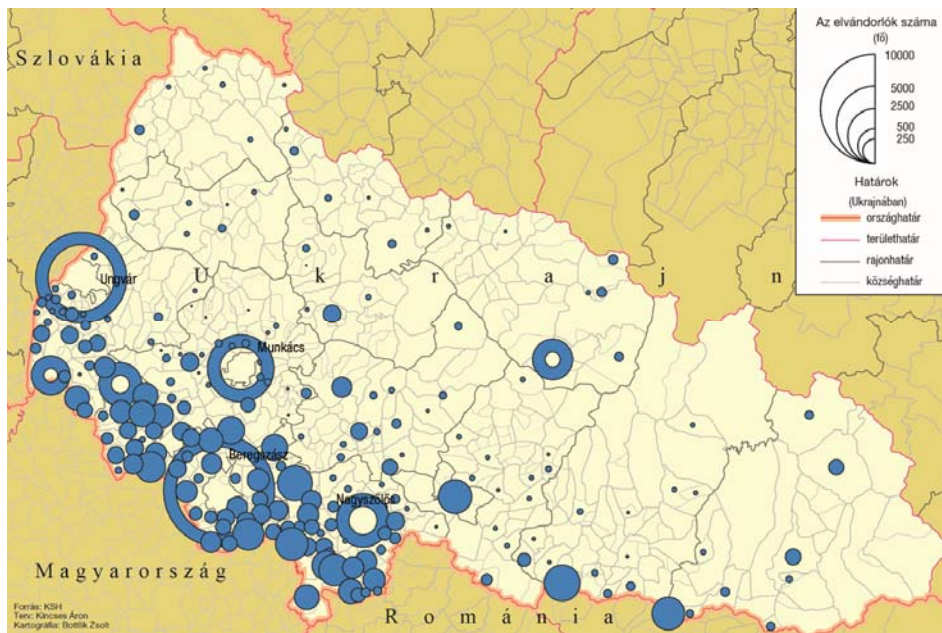 Szlovákia
Az elvándorlók száma
(fő)
10000
5000
2500
500
250
Határok
(Ukrajnában)
országhatár
területhatár
rajonhatár
községhatár
Ungvár
U k r a j n
Munkács
Beregszász
Nagyszőlős
Magyarország
Románia
Forrás: KSH
Terv: Kincses Áron
Kartográfia: Bottlik Zsolt